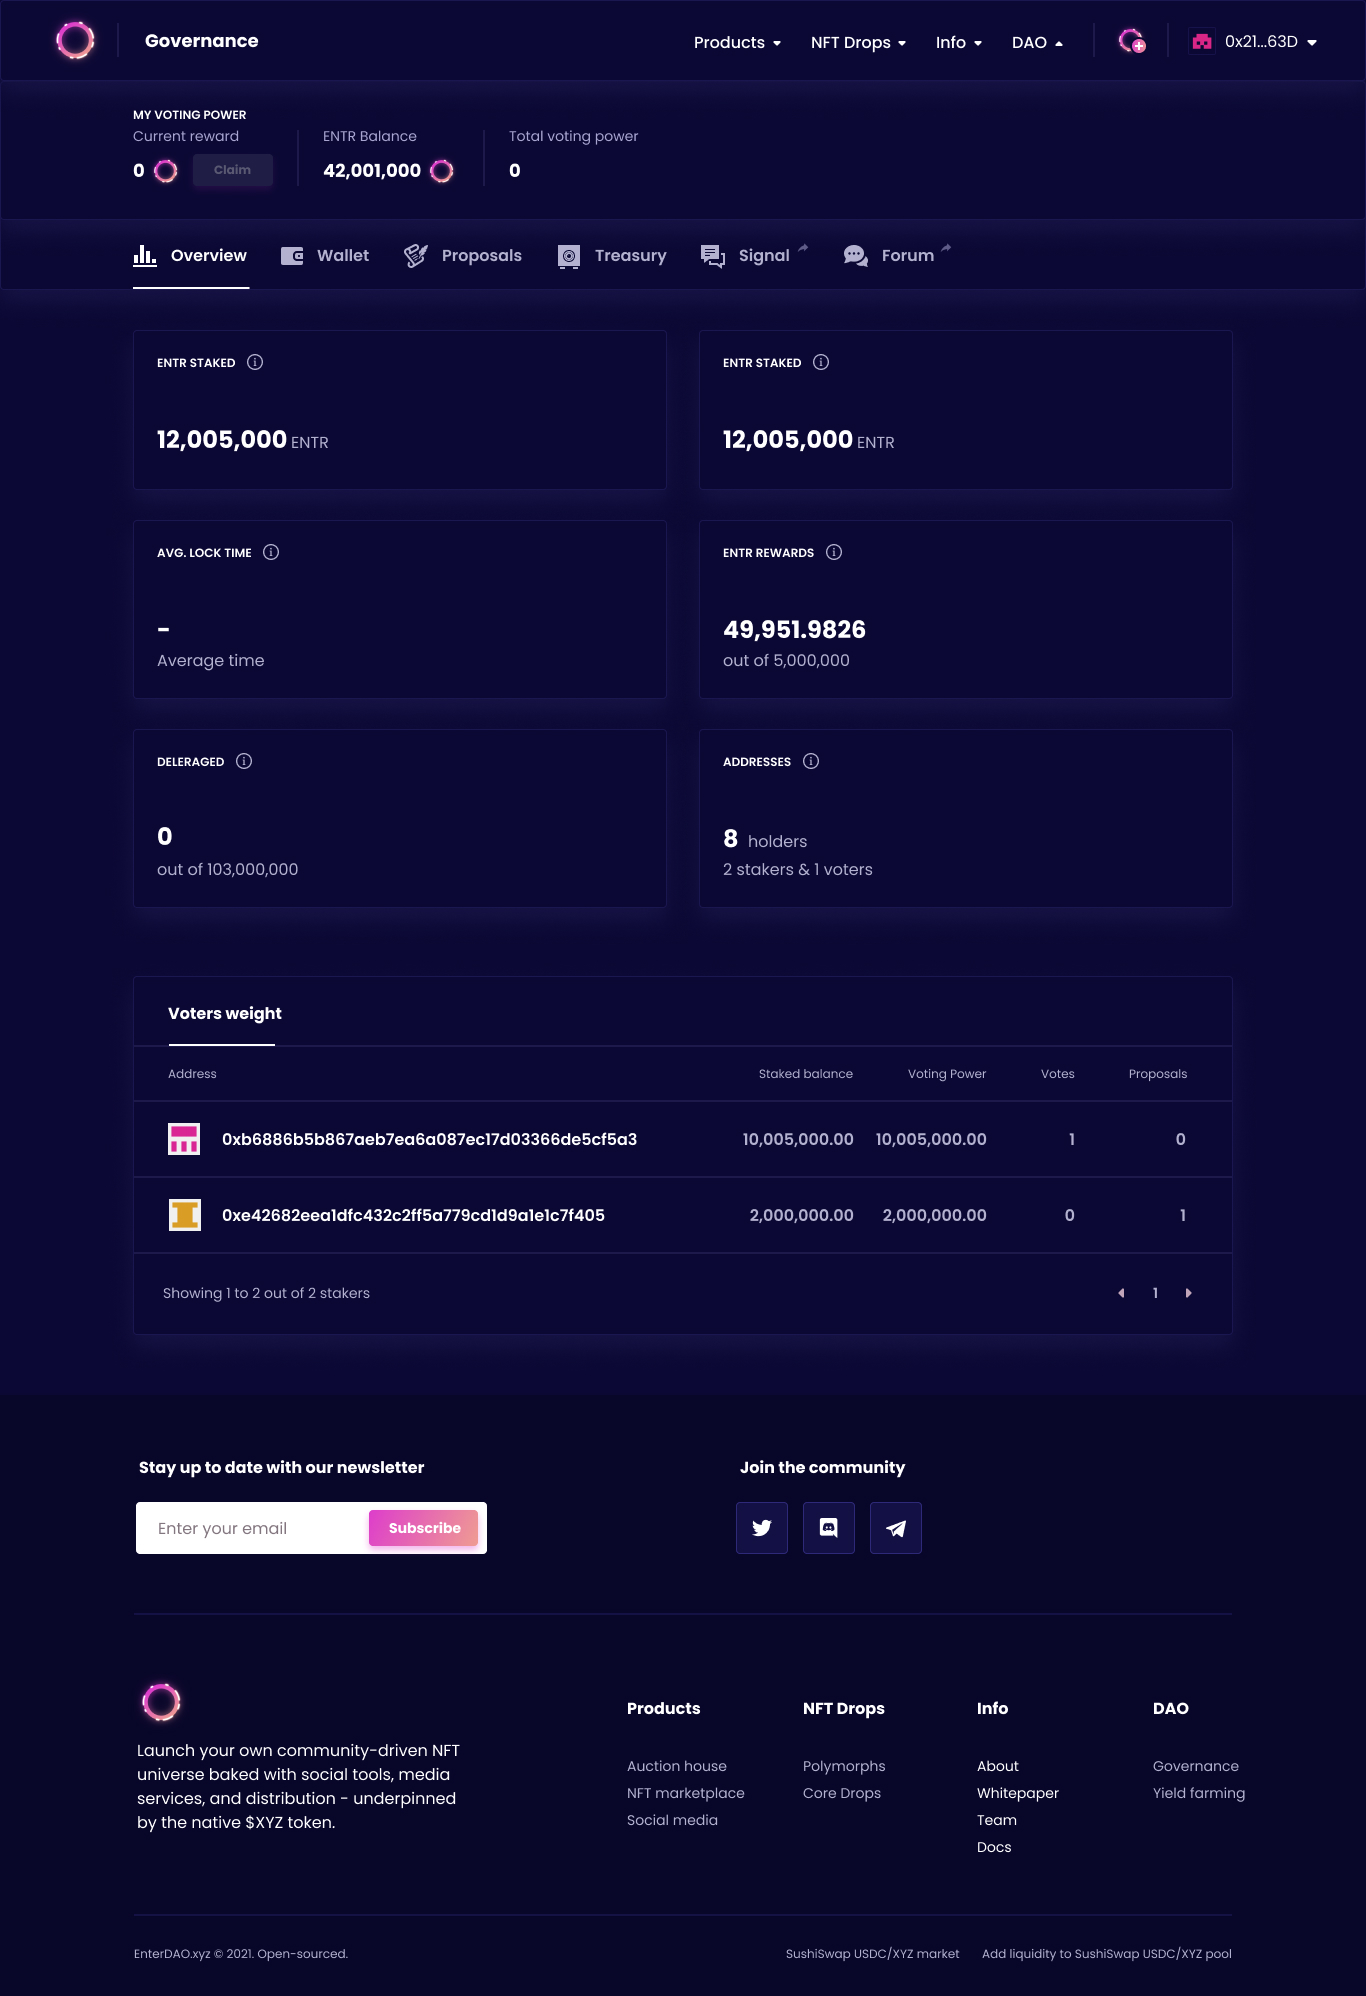 Governance
Products
NFT Drops
Info
DAO
0x21...63D
MY VOTING POWER
Current reward
ENTR Balance
Total voting power
0
Claim
42,001,000
0
Overview
Wallet
Proposals
Treasury
Signal
Forum
ENTR STAKED
12,005,000 ENTR
ENTR STAKED
12,005,000 ENTR
AVG. LOCK TIME
-
Average time
ENTR REWARDS
49,951.9826
out of 5,000,000
DELERAGED
0
out of 103,000,000
ADDRESSES
8 holders
2 stakers & 1 voters
Voters weight
Address Staked balance Voting Power Votes Proposals
0xb6886b5b867aeb7ea6a087ec17d03366de5cf5a3 10,005,000.00 10,005,000.00 1 0
0xe42682eea1dfc432c2ff5a779cd1d9a1e1c7f405 2,000,000.00 2,000,000.00 0 1
Showing 1 to 2 out of 2 stakers
1
Stay up to date with our newsletter
Enter your email
Subscribe
Join the community
Launch your own community-driven NFT
universe baked with social tools, media
services, and distribution - underpinned
by the native $XYZ token.
Products
Auction house
NFT marketplace
Social media
NFT Drops
Polymorphs
Core Drops
Info
About
Whitepaper
Team
Docs
DAO
Governance
Yield farming
EnterDAO.xyz © 2021. Open-sourced.
SushiSwap USDC/XYZ market
Add liquidity to SushiSwap USDC/XYZ pool